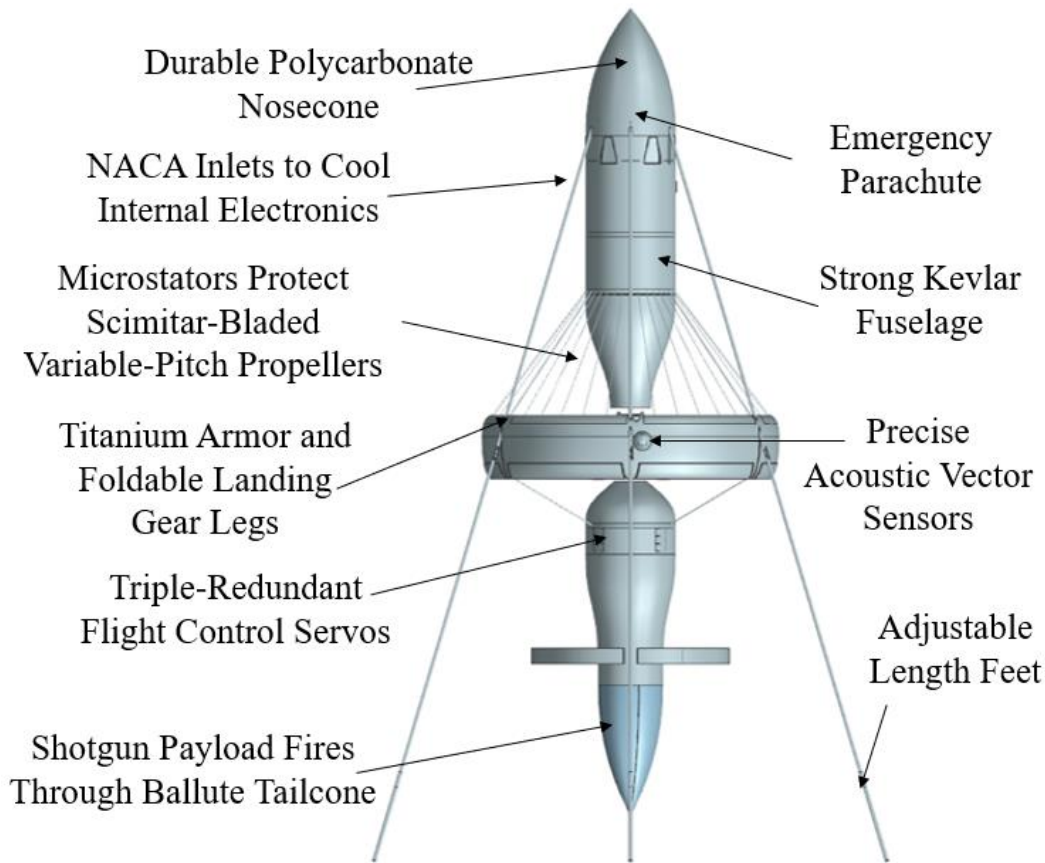 Durable Polycarbonate
Nosecone
NACA Inlets to Cool
Internal Electronics
Microstators Protect
Scimitar-Bladed
Variable-Pitch Propellers
Titanium Armor and
Foldable Landing
Gear Legs
Triple-Redundant
Flight Control Servos
Shotgun Payload Fires
Through Ballute Tailcone
Emergency
Parachute
Strong Kevlar
Fuselage
Precise
Acoustic Vector
Sensors
Adjustable
Length Feet